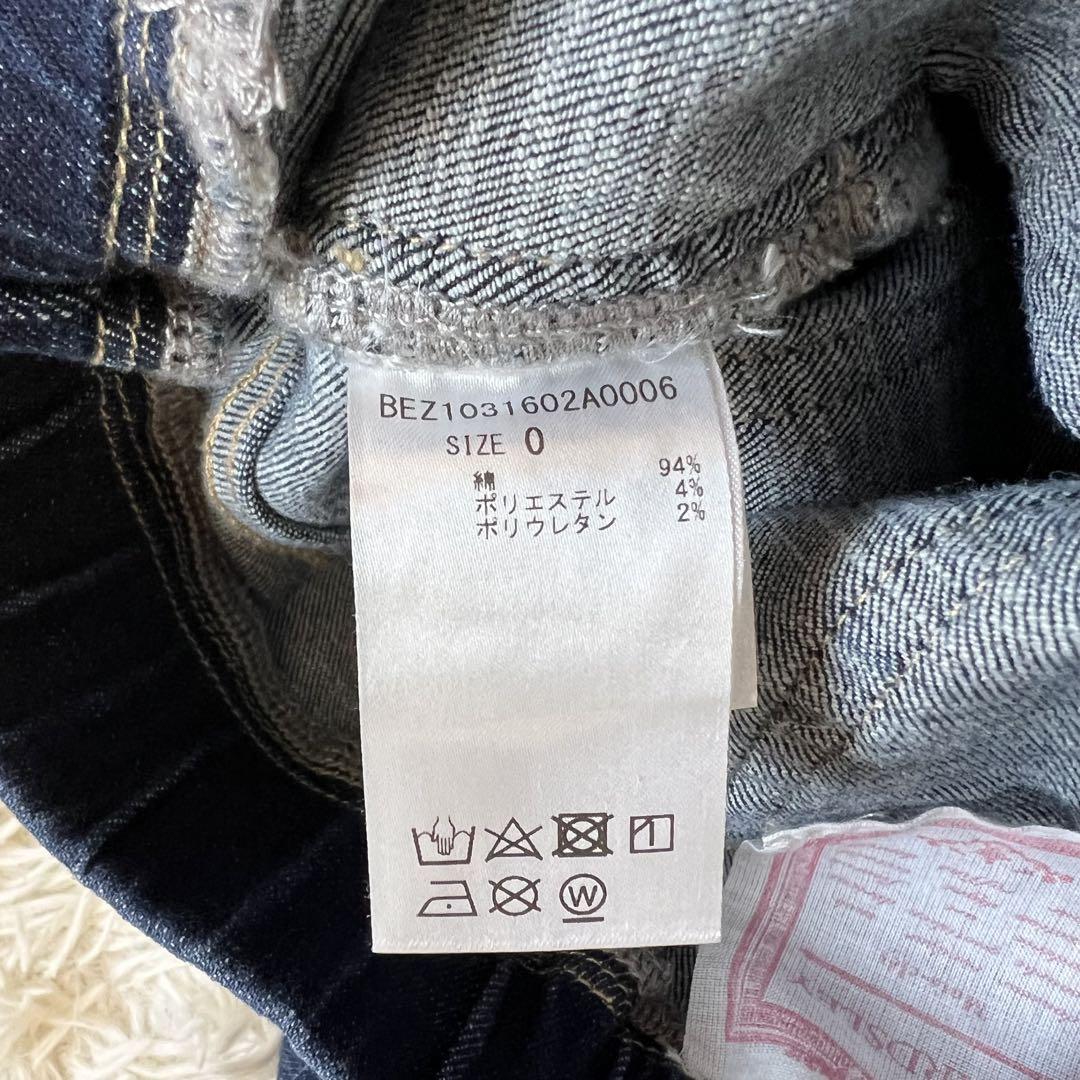 BEZ1031602A0006
SIZE 0
綿 94%
ポリエステル 4%
ポリウレタン 2%
W